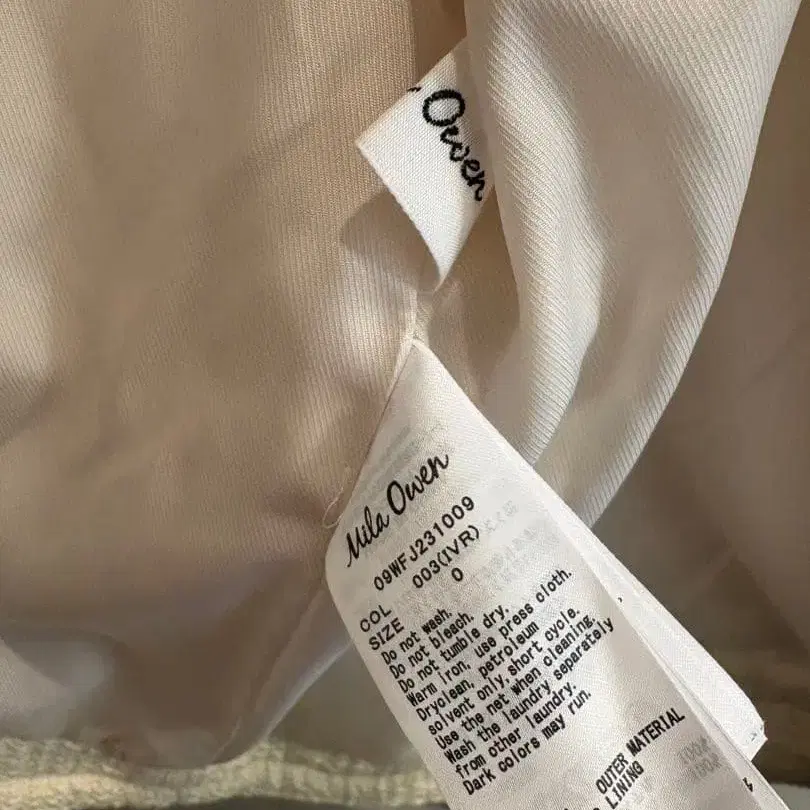 Owen
Mila Owen
09WFJ231009
COL 003(IVR)
SIZE 0
Do not wash.
Do not bleach.
Do not tumble dry.
Warm iron, use press cloth.
Dryclean, petroleum
solvent only,short cycle.
Use the net when cleaning.
Wash the laundry separately
from other laundry.
Dark colors may run.
OUTER MATERIAL
LINING